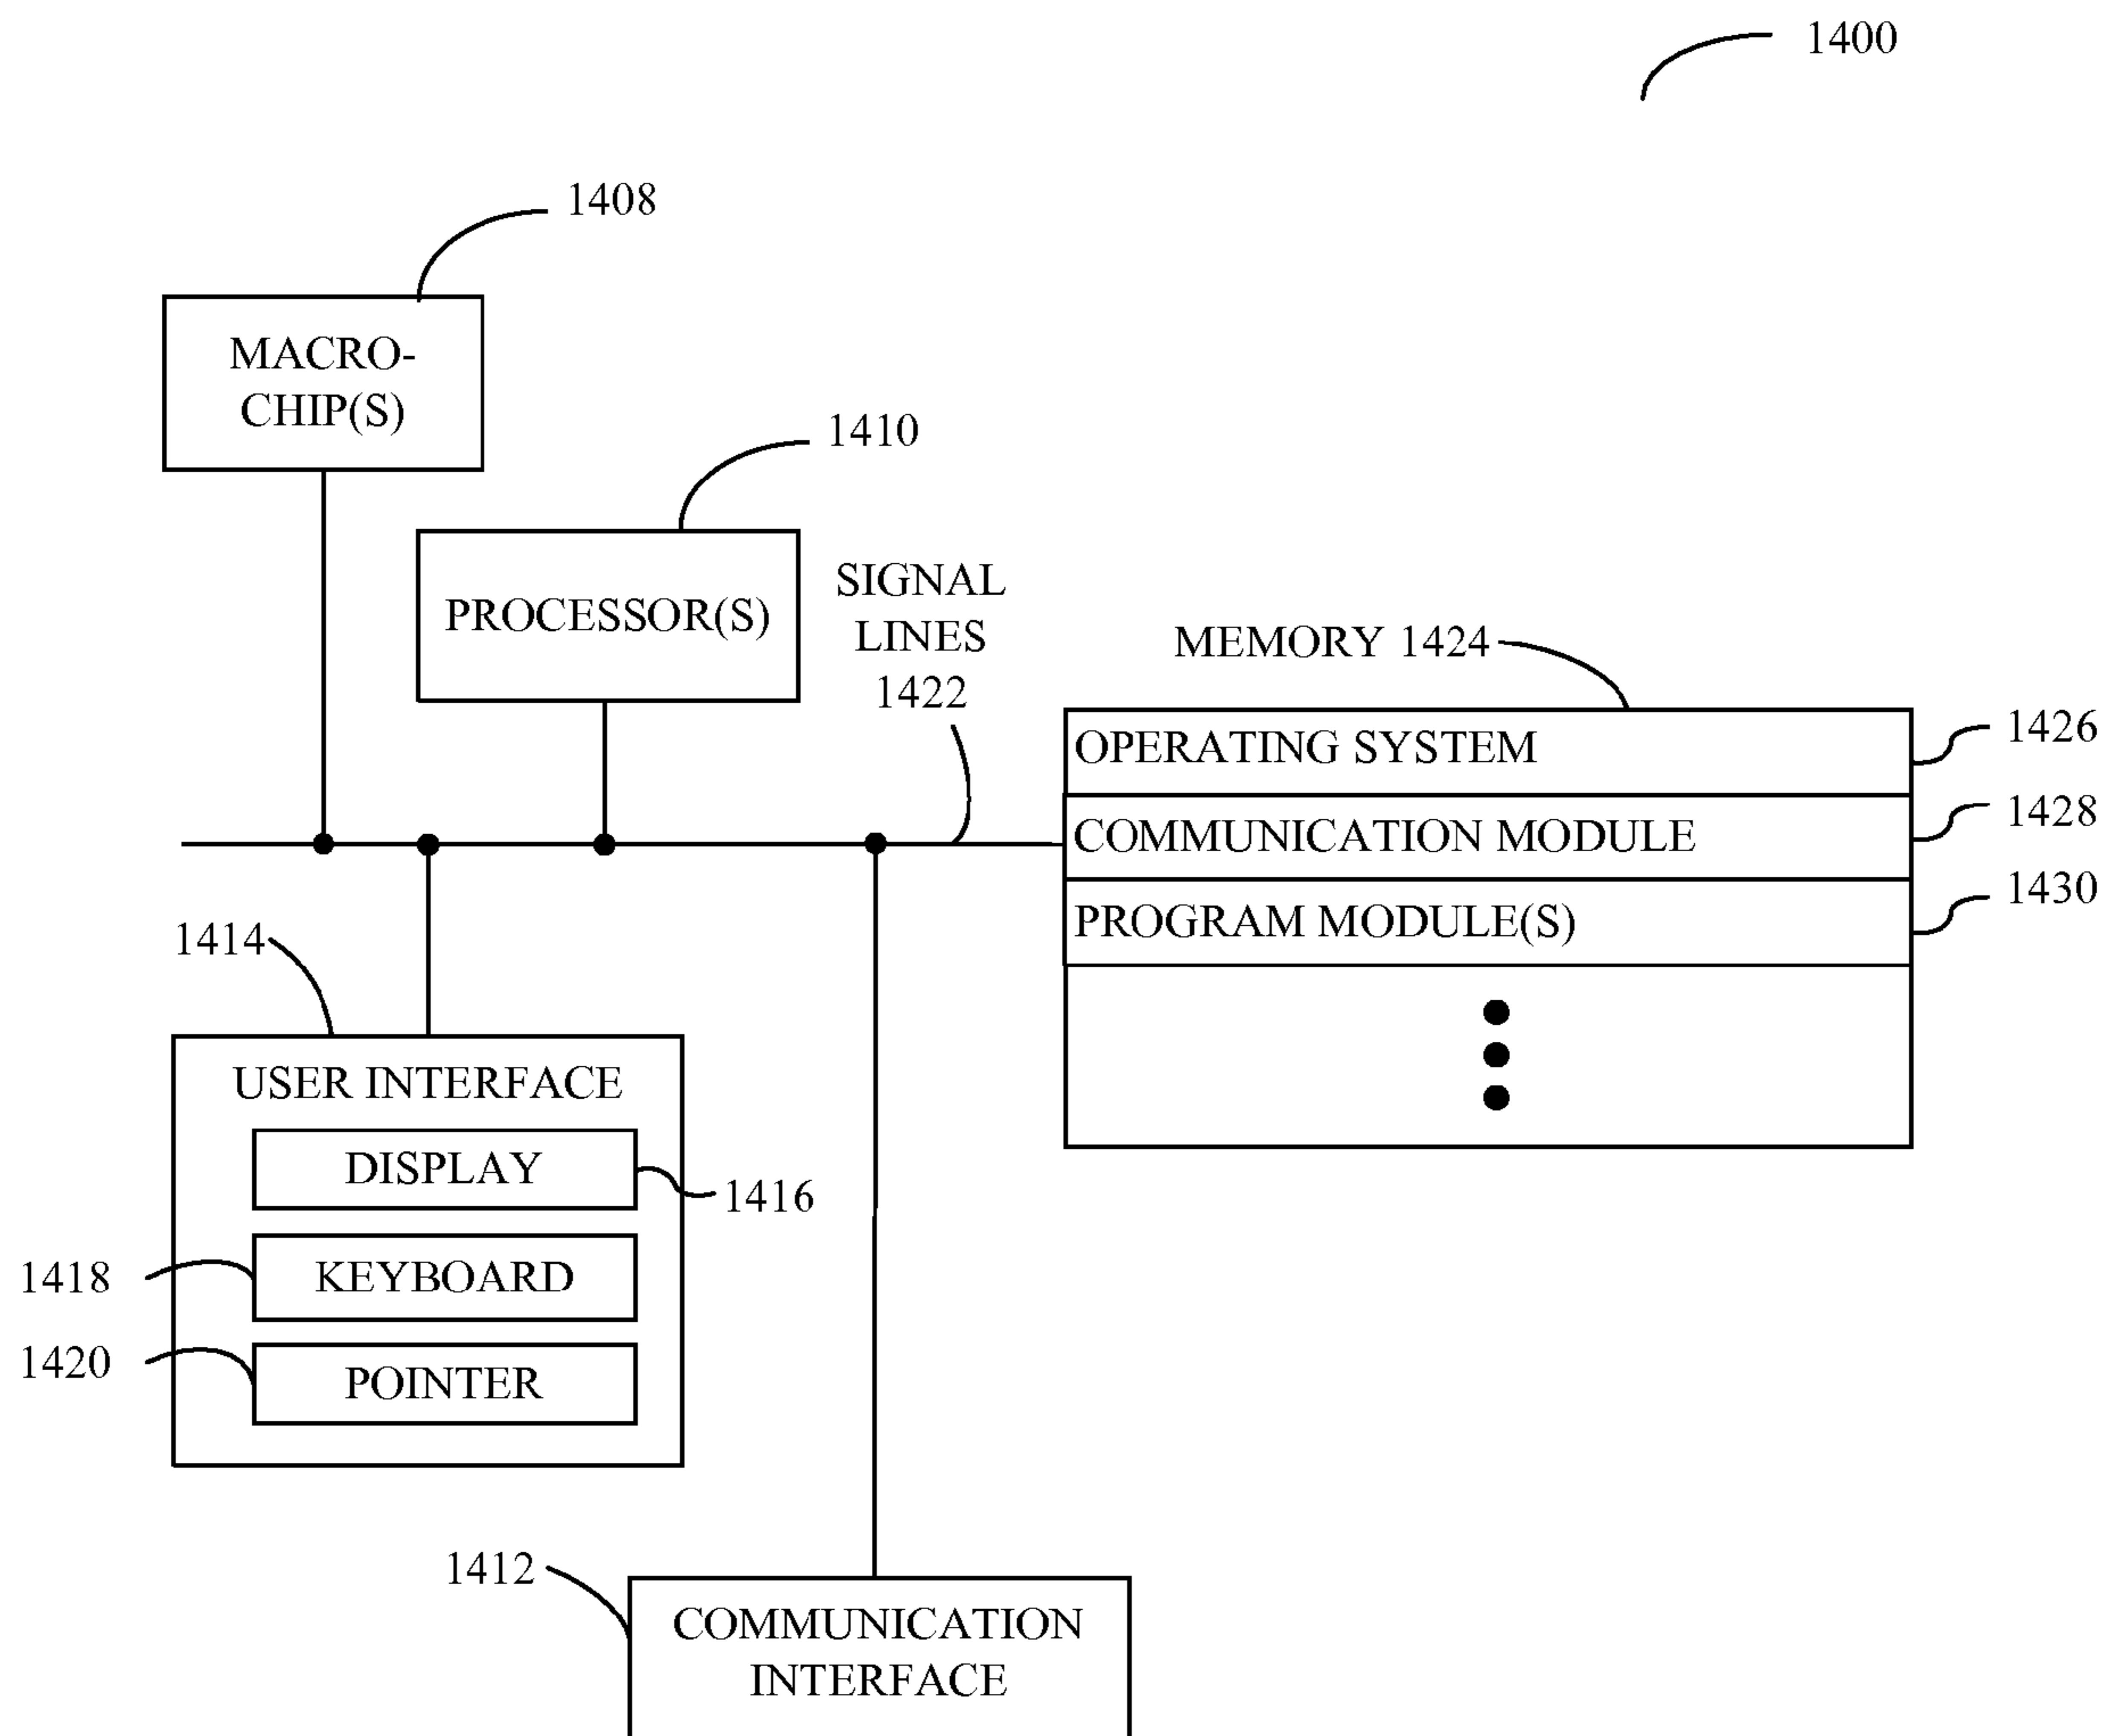 1400
1408
MACRO-
CHIP(S)
1410
PROCESSOR(S)
SIGNAL
LINES
1422
MEMORY 1424
OPERATING SYSTEM
1426
COMMUNICATION MODULE
1428
PROGRAM MODULE(S)
1430
1414
USER INTERFACE
DISPLAY
1416
1418
KEYBOARD
1420
POINTER
1412
COMMUNICATION
INTERFACE